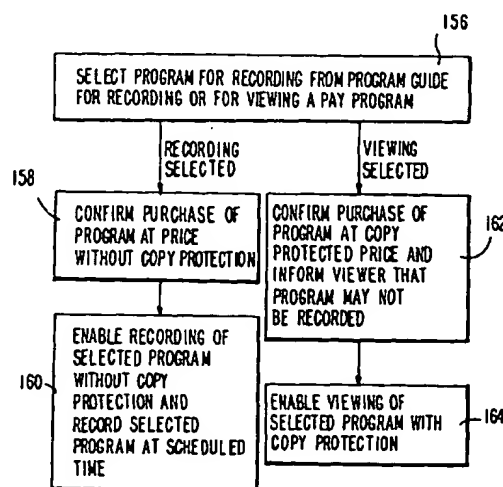 156
SELECT PROGRAM FOR RECORDING FROM PROGRAM GUIDE
FOR RECORDING OR FOR VIEWING A PAY PROGRAM
RECORDING
SELECTED
VIEWING
SELECTED
158
CONFIRM PURCHASE OF
PROGRAM AT PRICE
WITHOUT COPY PROTECTION
CONFIRM PURCHASE OF
PROGRAM AT COPY
PROTECTED PRICE AND
INFORM VIEWER THAT
PROGRAM MAY NOT
BE RECORDED
162
160
ENABLE RECORDING OF
SELECTED PROGRAM
WITHOUT COPY
PROTECTION AND
RECORD SELECTED
PROGRAM AT SCHEDULED
TIME
ENABLE VIEWING OF
SELECTED PROGRAM WITH
COPY PROTECTION
164